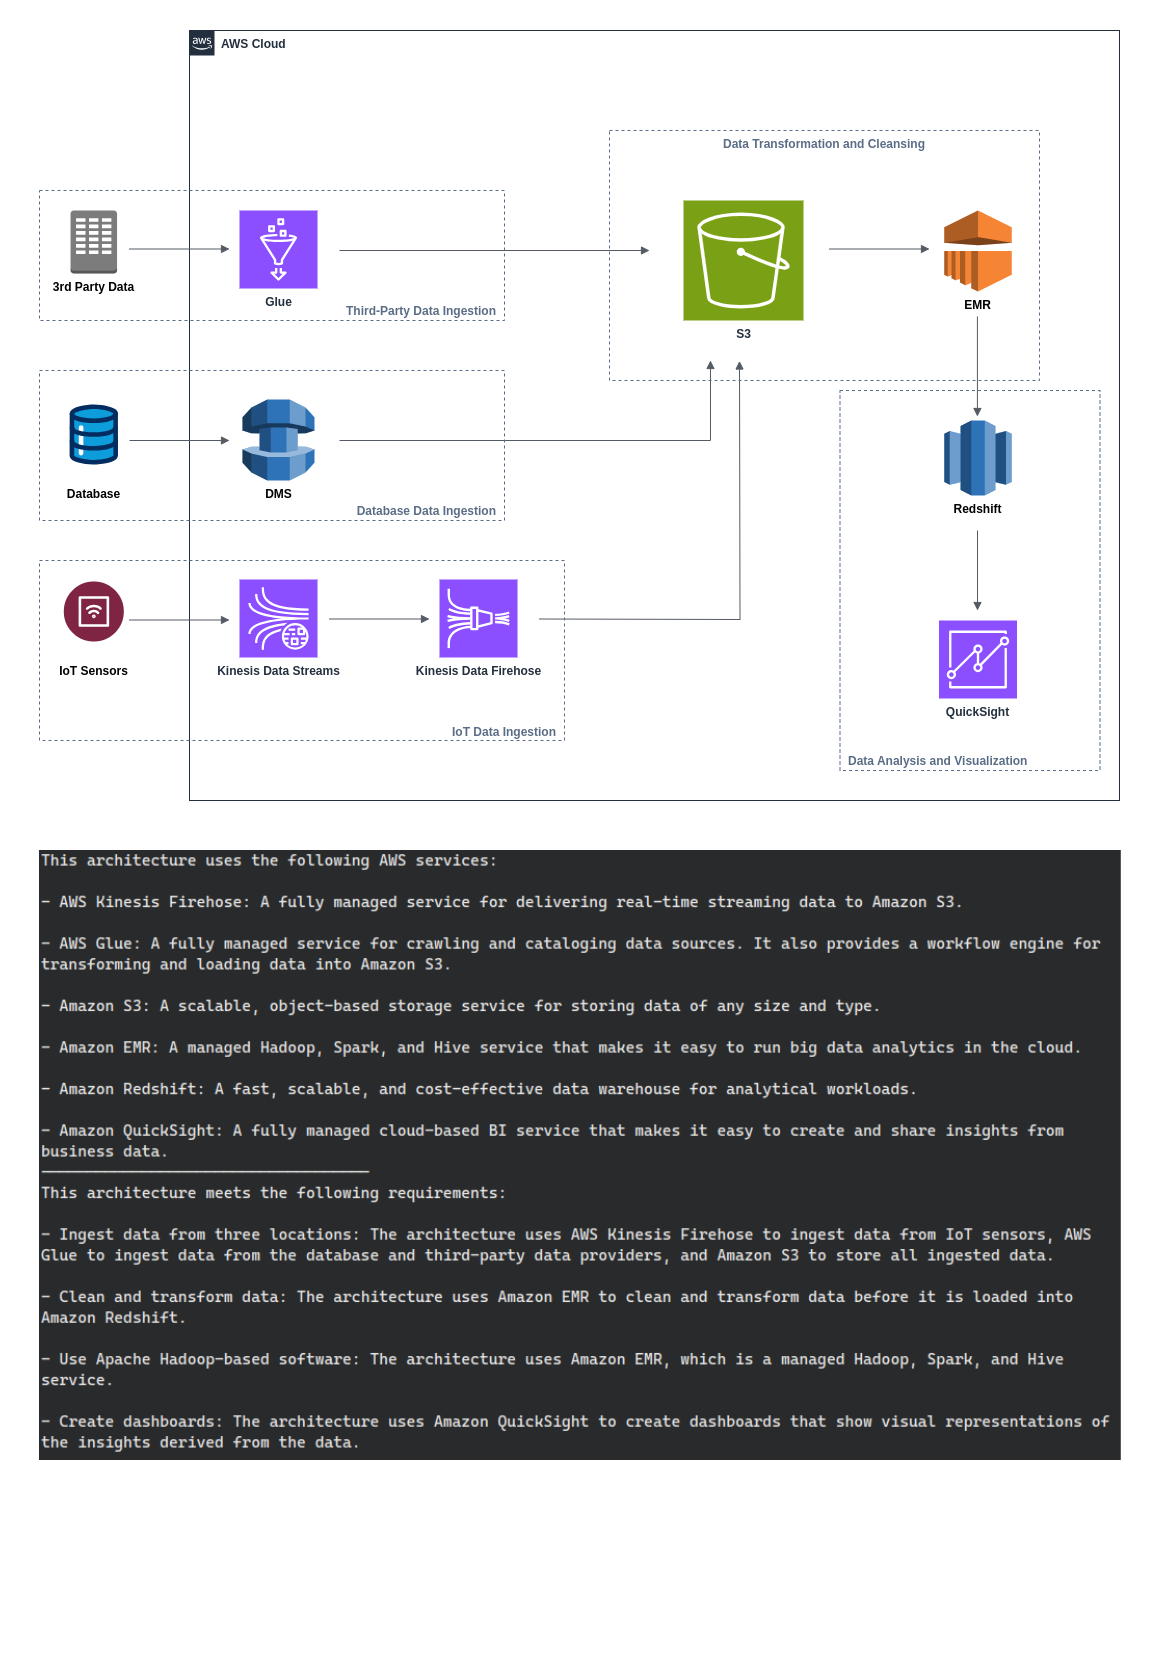 aws
AWS Cloud
Data Transformation and Cleansing
3rd Party Data
Glue
Third-Party Data Ingestion
S3
EMR
Database
DMS
Database Data Ingestion
Redshift
IoT Sensors
Kinesis Data Streams
Kinesis Data Firehose
IoT Data Ingestion
QuickSight
Data Analysis and Visualization
This architecture uses the following AWS services:
- AWS Kinesis Firehose: A fully managed service for delivering real-time streaming data to Amazon S3.
- AWS Glue: A fully managed service for crawling and cataloging data sources. It also provides a workflow engine for
transforming and loading data into Amazon S3.
- Amazon S3: A scalable, object-based storage service for storing data of any size and type.
- Amazon EMR: A managed Hadoop, Spark, and Hive service that makes it easy to run big data analytics in the cloud.
- Amazon Redshift: A fast, scalable, and cost-effective data warehouse for analytical workloads.
- Amazon QuickSight: A fully managed cloud-based BI service that makes it easy to create and share insights from
business data.
This architecture meets the following requirements:
- Ingest data from three locations: The architecture uses AWS Kinesis Firehose to ingest data from IoT sensors, AWS
Glue to ingest data from the database and third-party data providers, and Amazon S3 to store all ingested data.
- Clean and transform data: The architecture uses Amazon EMR to clean and transform data before it is loaded into
Amazon Redshift.
- Use Apache Hadoop-based software: The architecture uses Amazon EMR, which is a managed Hadoop, Spark, and Hive
service.
- Create dashboards: The architecture uses Amazon QuickSight to create dashboards that show visual representations of
the insights derived from the data.